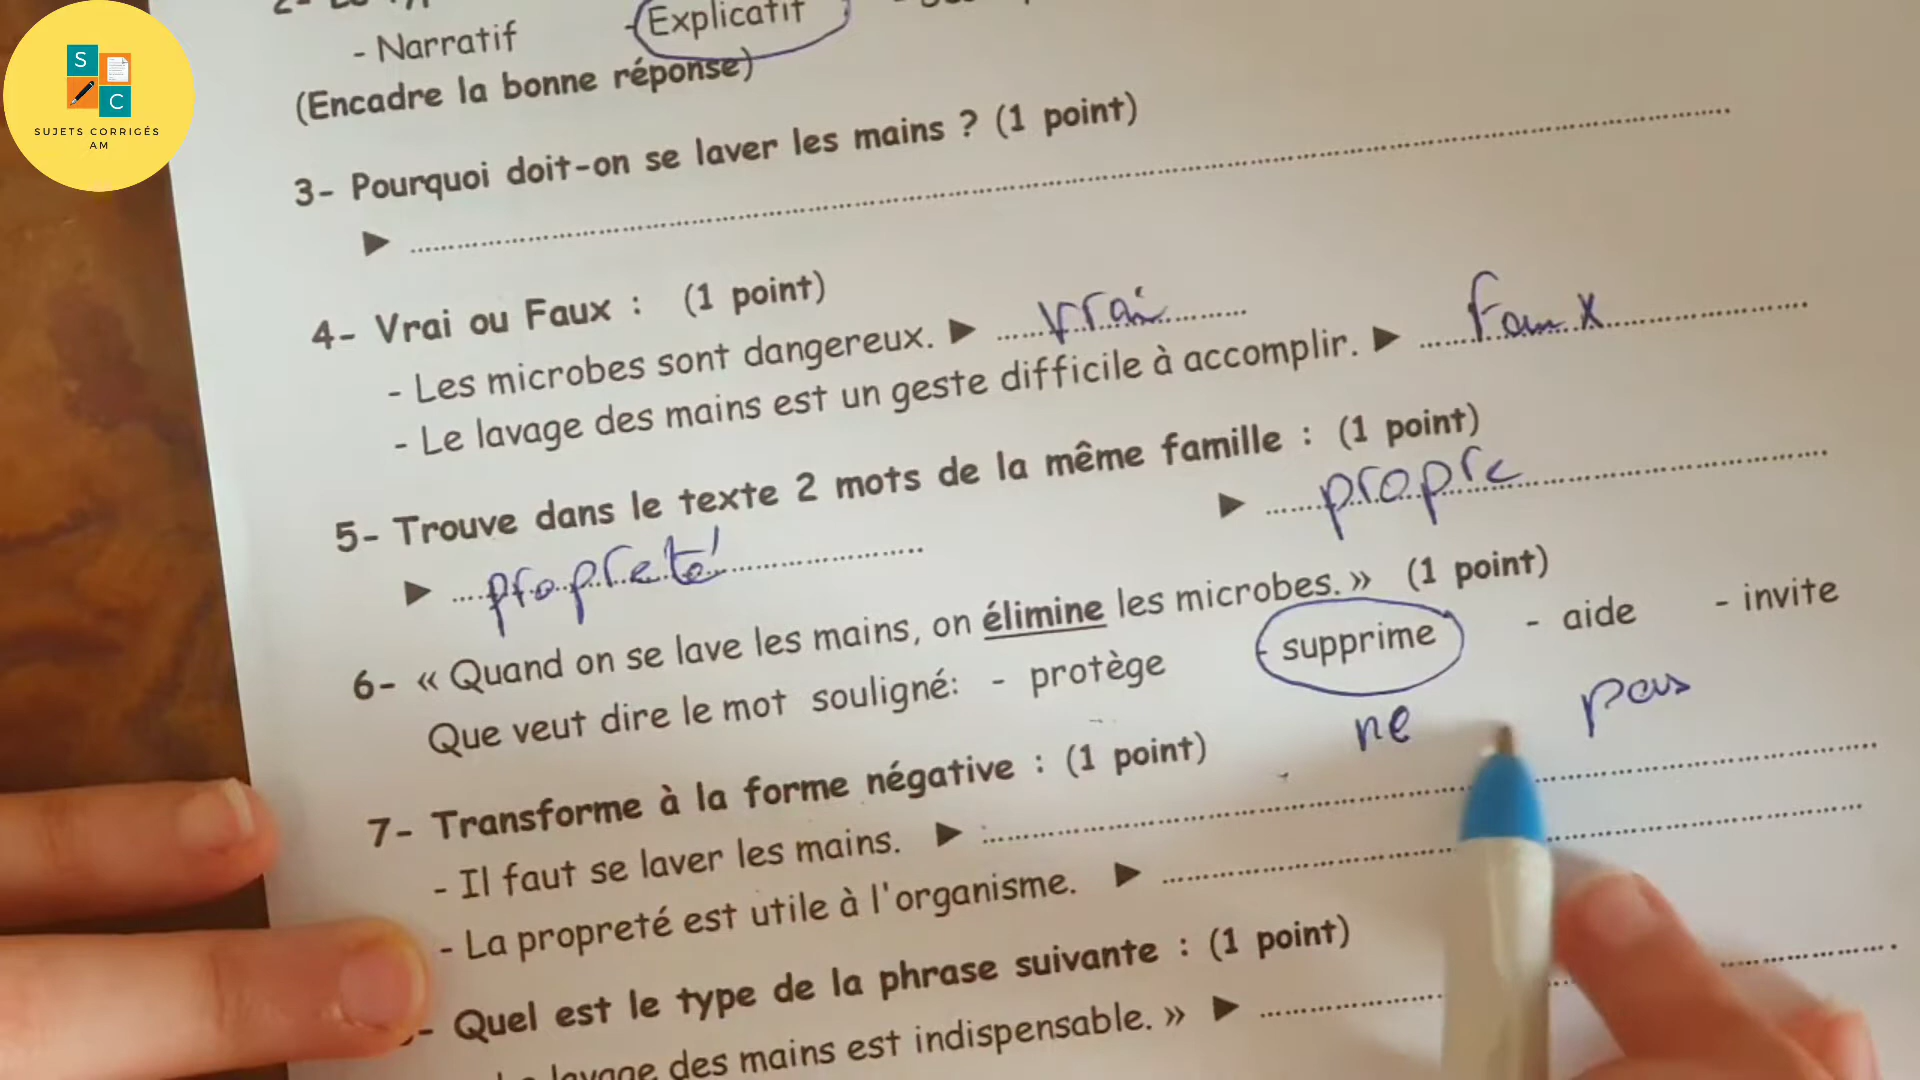 - Narratif - Explicatif
(Encadre la bonne réponse)
S
C
SUJETS CORRIGÉS
AM
3- Pourquoi doit-on se laver les mains ? (1 point)
4- Vrai ou Faux : (1 point)
- Les microbes sont dangereux. ► vrai
- Le lavage des mains est un geste difficile à accomplir. ► Faux
5- Trouve dans le texte 2 mots de la même famille : (1 point)
► propreté ► propre
6- « Quand on se lave les mains, on élimine les microbes. » (1 point)
Que veut dire le mot souligné: - protège - supprime - aide - invite
ne pas
7- Transforme à la forme négative : (1 point)
- Il faut se laver les mains. ►
- La propreté est utile à l'organisme. ►
- Quel est le type de la phrase suivante : (1 point)
lavage des mains est indispensable. » ►